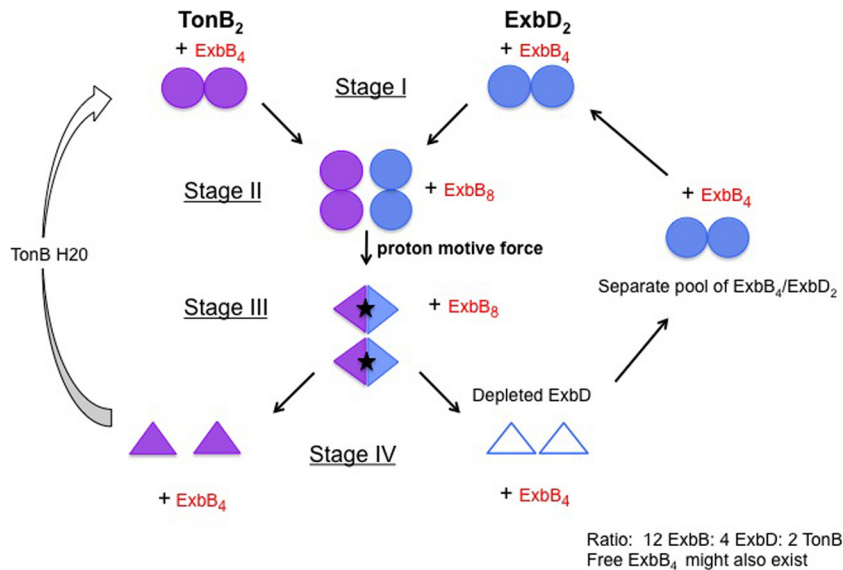 TonB2
+ ExbB4
ExbD2
+ ExbB4
Stage I
Stage II
+ ExbB8
+ ExbB4
proton motive force
TonB H20
Separate pool of ExbB4/ExbD2
Stage III
+ ExbB8
Depleted ExbD
Stage IV
+ ExbB4
+ ExbB4
Ratio: 12 ExbB: 4 ExbD: 2 TonB
Free ExbB4 might also exist